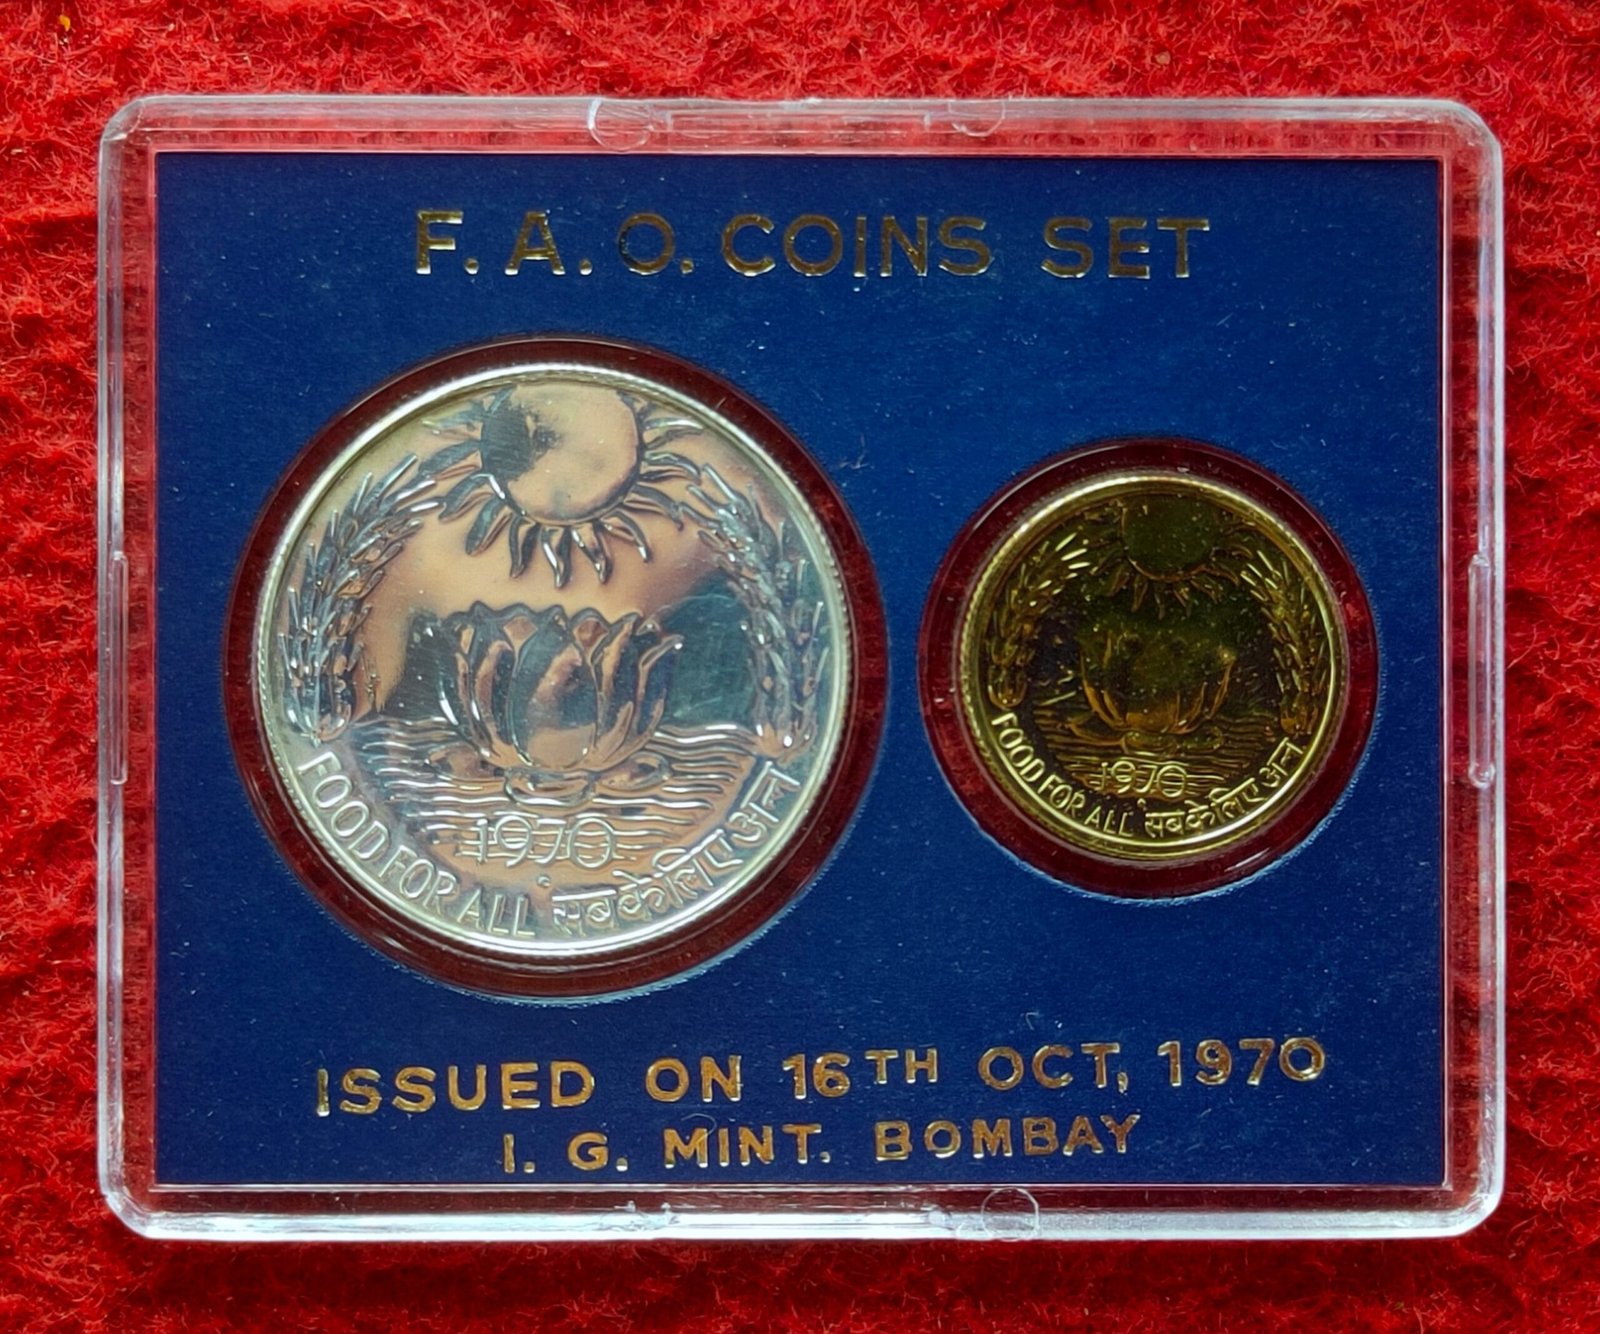 F. A. O. COINS SET
1970
FOOD FOR ALL सबके लिए अन्न
1970
FOOD FOR ALL सबके लिए अन्न
ISSUED ON 16TH OCT, 1970
I. G. MINT. BOMBAY